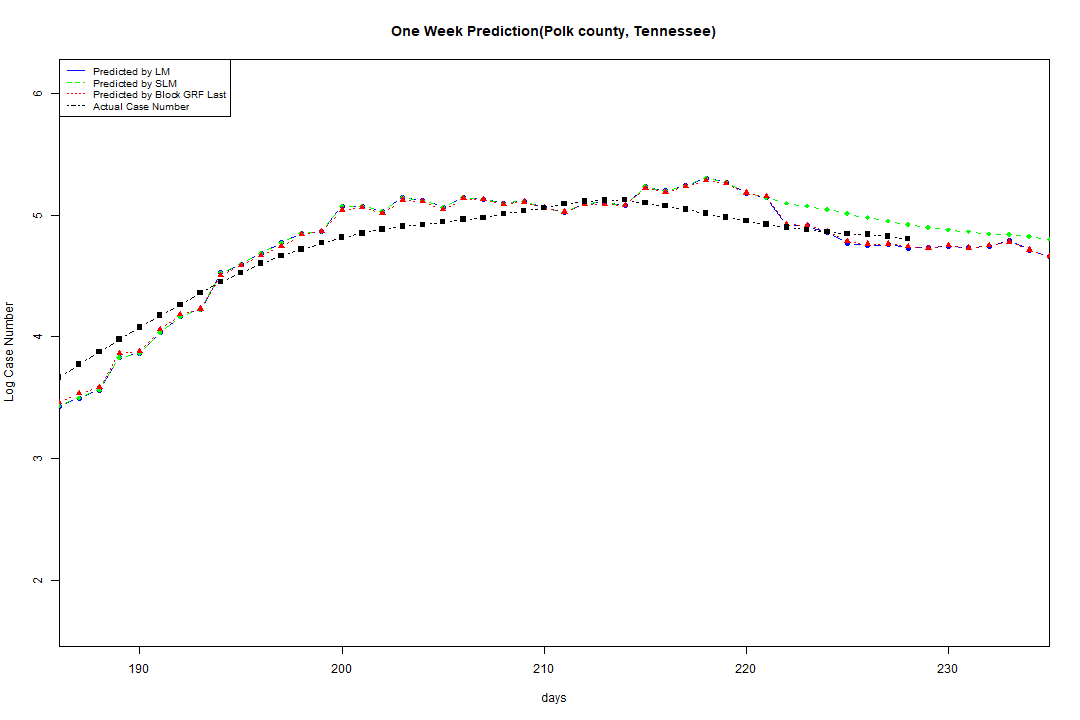 One Week Prediction(Polk county, Tennessee)
Predicted by LM
Predicted by SLM
Predicted by Block GRF Last
Actual Case Number
6
5
4
3
2
Log Case Number
190 200 210 220 230
days